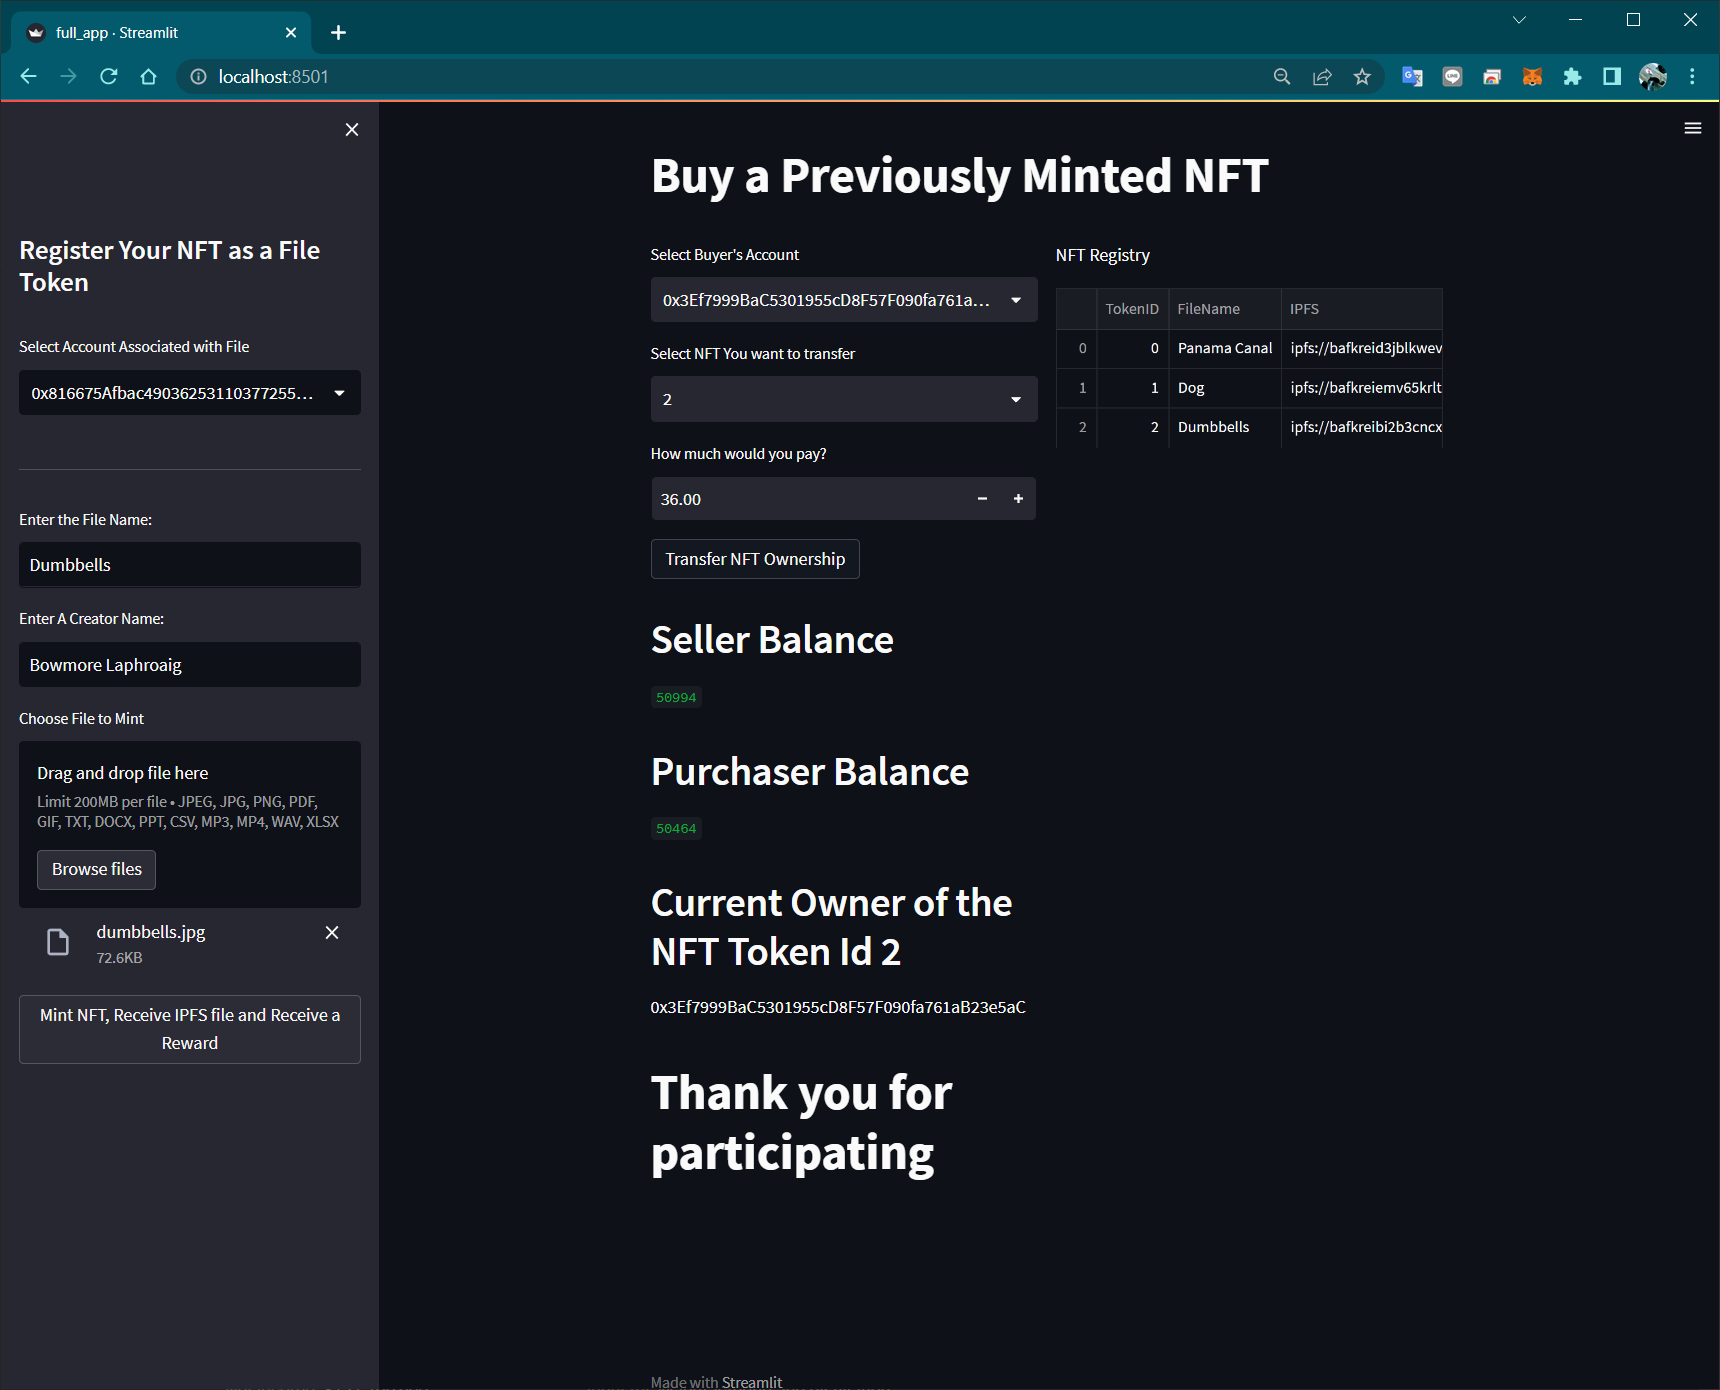 full_app · Streamlit
localhost:8501
Register Your NFT as a File
Token
Select Account Associated with File
0x816675Afbac49036253110377255...
Enter the File Name:
Dumbbells
Enter A Creator Name:
Bowmore Laphroaig
Choose File to Mint
Drag and drop file here
Limit 200MB per file • JPEG, JPG, PNG, PDF,
GIF, TXT, DOCX, PPT, CSV, MP3, MP4, WAV, XLSX
Browse files
dumbbells.jpg
72.6KB
Mint NFT, Receive IPFS file and Receive a
Reward
Buy a Previously Minted NFT
Select Buyer's Account
0x3Ef7999BaC5301955cD8F57F090fa761a...
Select NFT You want to transfer
2
How much would you pay?
36.00
Transfer NFT Ownership
NFT Registry
TokenID FileName IPFS
0 0 Panama Canal ipfs://bafkreid3jblkwev
1 1 Dog ipfs://bafkreiemv65krlt
2 2 Dumbbells ipfs://bafkreibi2b3cncx
Seller Balance
50994
Purchaser Balance
50464
Current Owner of the
NFT Token Id 2
0x3Ef7999BaC5301955cD8F57F090fa761aB23e5aC
Thank you for
participating
Made with Streamlit